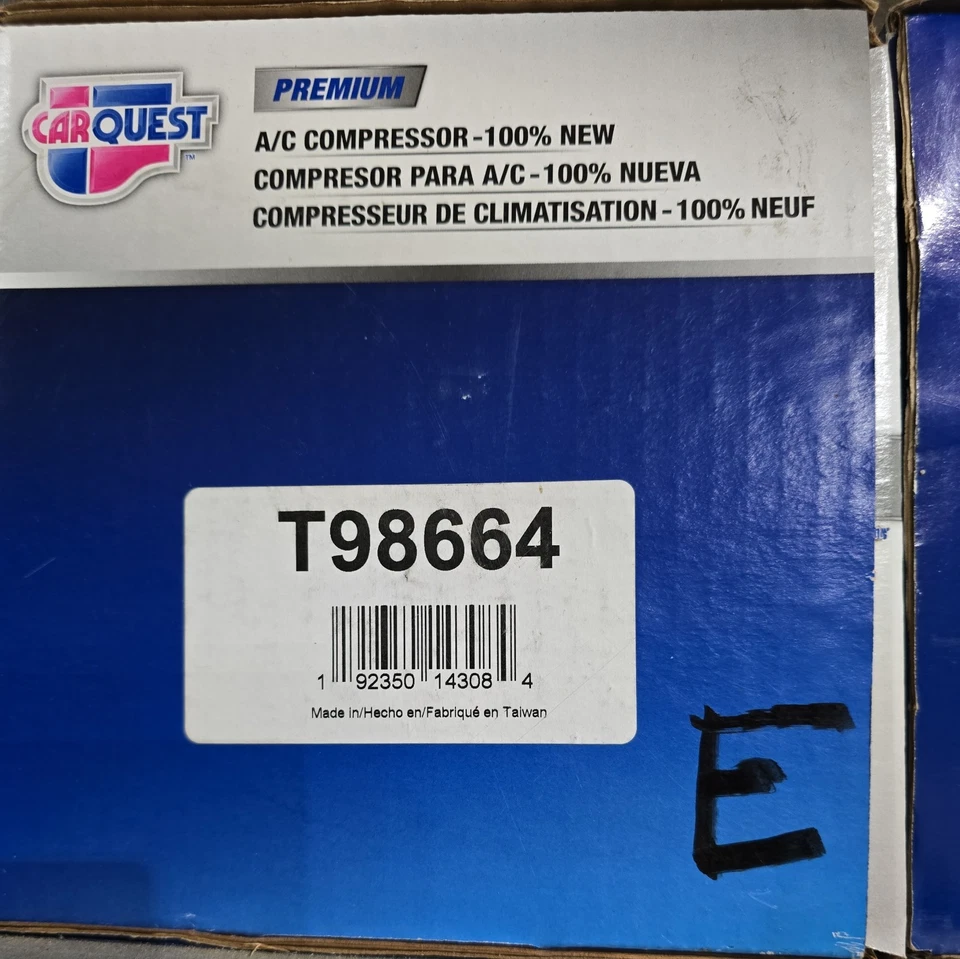 CARQUEST™
PREMIUM
A/C COMPRESSOR-100% NEW
COMPRESOR PARA A/C-100% NUEVA
COMPRESSEUR DE CLIMATISATION-100% NEUF
T98664
1 92350 14308 4
Made in/Hecho en/Fabriqué en Taiwan
E